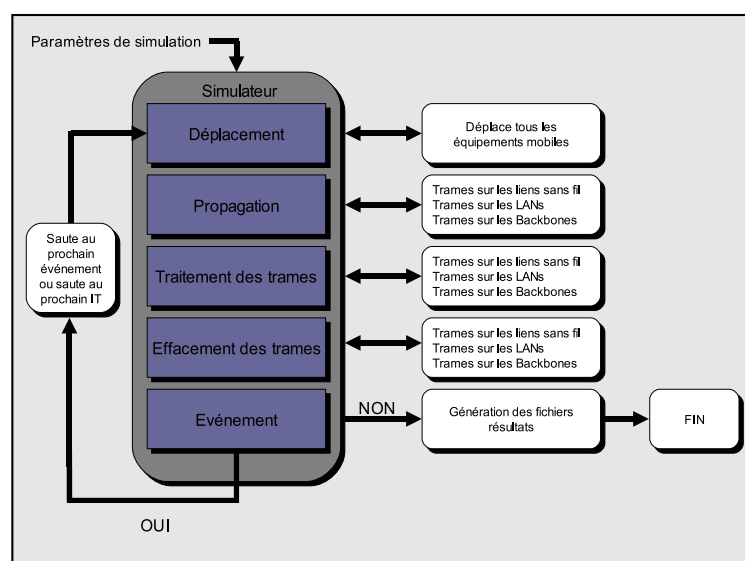 Paramètres de simulation
Simulateur
Déplacement
Déplace tous les
équipements mobiles
Propagation
Trames sur les liens sans fil
Trames sur les LANs
Trames sur les Backbones
Saute au
prochain
événement
ou saute au
prochain IT
Traitement des trames
Trames sur les liens sans fil
Trames sur les LANs
Trames sur les Backbones
Effacement des trames
Trames sur les liens sans fil
Trames sur les LANs
Trames sur les Backbones
Evénement
NON
Génération des fichiers
résultats
FIN
OUI